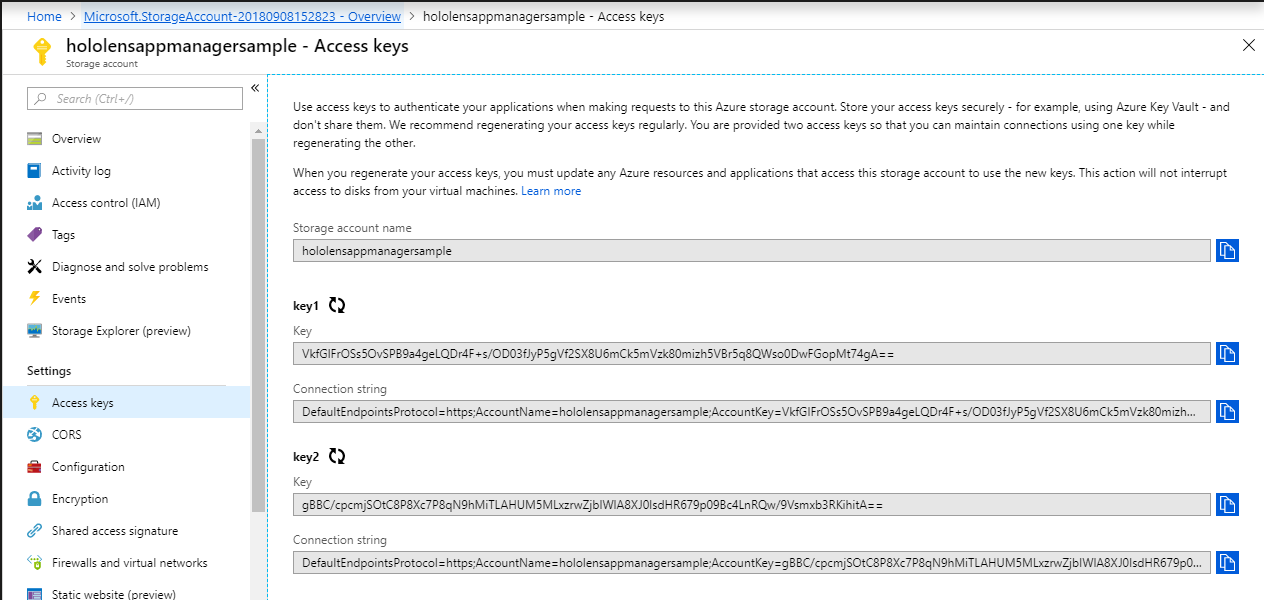 Home > Microsoft.StorageAccount-20180908152823 - Overview > hololensappmanagersample - Access keys
hololensappmanagersample - Access keys
Storage account
Search (Ctrl+/)
Overview
Activity log
Access control (IAM)
Tags
Diagnose and solve problems
Events
Storage Explorer (preview)
Settings
Access keys
CORS
Configuration
Encryption
Shared access signature
Firewalls and virtual networks
Static website (preview)
Use access keys to authenticate your applications when making requests to this Azure storage account. Store your access keys securely - for example, using Azure Key Vault - and
don't share them. We recommend regenerating your access keys regularly. You are provided two access keys so that you can maintain connections using one key while
regenerating the other.
When you regenerate your access keys, you must update any Azure resources and applications that access this storage account to use the new keys. This action will not interrupt
access to disks from your virtual machines. Learn more
Storage account name
hololensappmanagersample
key1
Key
VkfGIFrOSs5OvSPB9a4geLQDr4F+s/OD03fJyP5gVf2SX8U6mCk5mVzk80mizh5VBr5q8QWso0DwFGopMt74gA==
Connection string
DefaultEndpointsProtocol=https;AccountName=hololensappmanagersample;AccountKey=VkfGIFrOSs5OvSPB9a4geLQDr4F+s/OD03fJyP5gVf2SX8U6mCk5mVzk80mizh...
key2
Key
gBBC/cpcmjSOtC8P8Xc7P8qN9hMiTLAHUM5MLxzrwZjbIWIA8XJ0IsdHR679p09Bc4LnRQw/9Vsmxb3RKihitA==
Connection string
DefaultEndpointsProtocol=https;AccountName=hololensappmanagersample;AccountKey=gBBC/cpcmjSOtC8P8Xc7P8qN9hMiTLAHUM5MLxzrwZjbIWIA8XJ0IsdHR679p0...